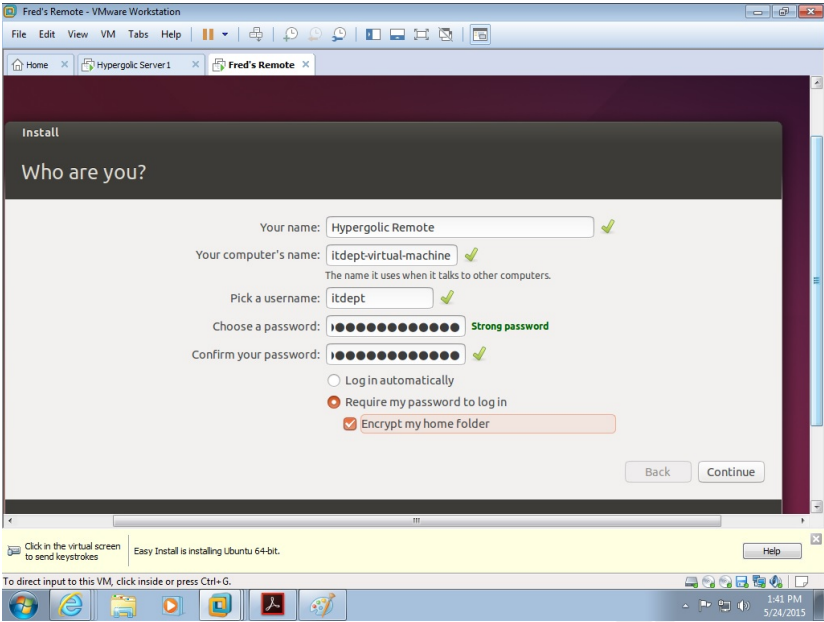 Fred's Remote - VMware Workstation
File Edit View VM Tabs Help
Home Hypergolic Server1 Fred's Remote
Install
Who are you?
Your name: Hypergolic Remote
Your computer's name: itdept-virtual-machine
The name it uses when it talks to other computers.
Pick a username: itdept
Choose a password: Strong password
Confirm your password:
Log in automatically
Require my password to log in
Encrypt my home folder
Back Continue
Click in the virtual screen
to send keystrokes
Easy Install is installing Ubuntu 64-bit.
Help
To direct input to this VM, click inside or press Ctrl+G.
1:41 PM
5/24/2015